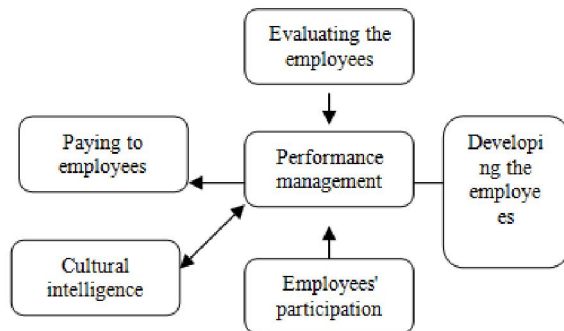 Evaluating the
employees
Paying to
employees
Performance
management
Developi
ng the
employe
es
Cultural
intelligence
Employees'
participation